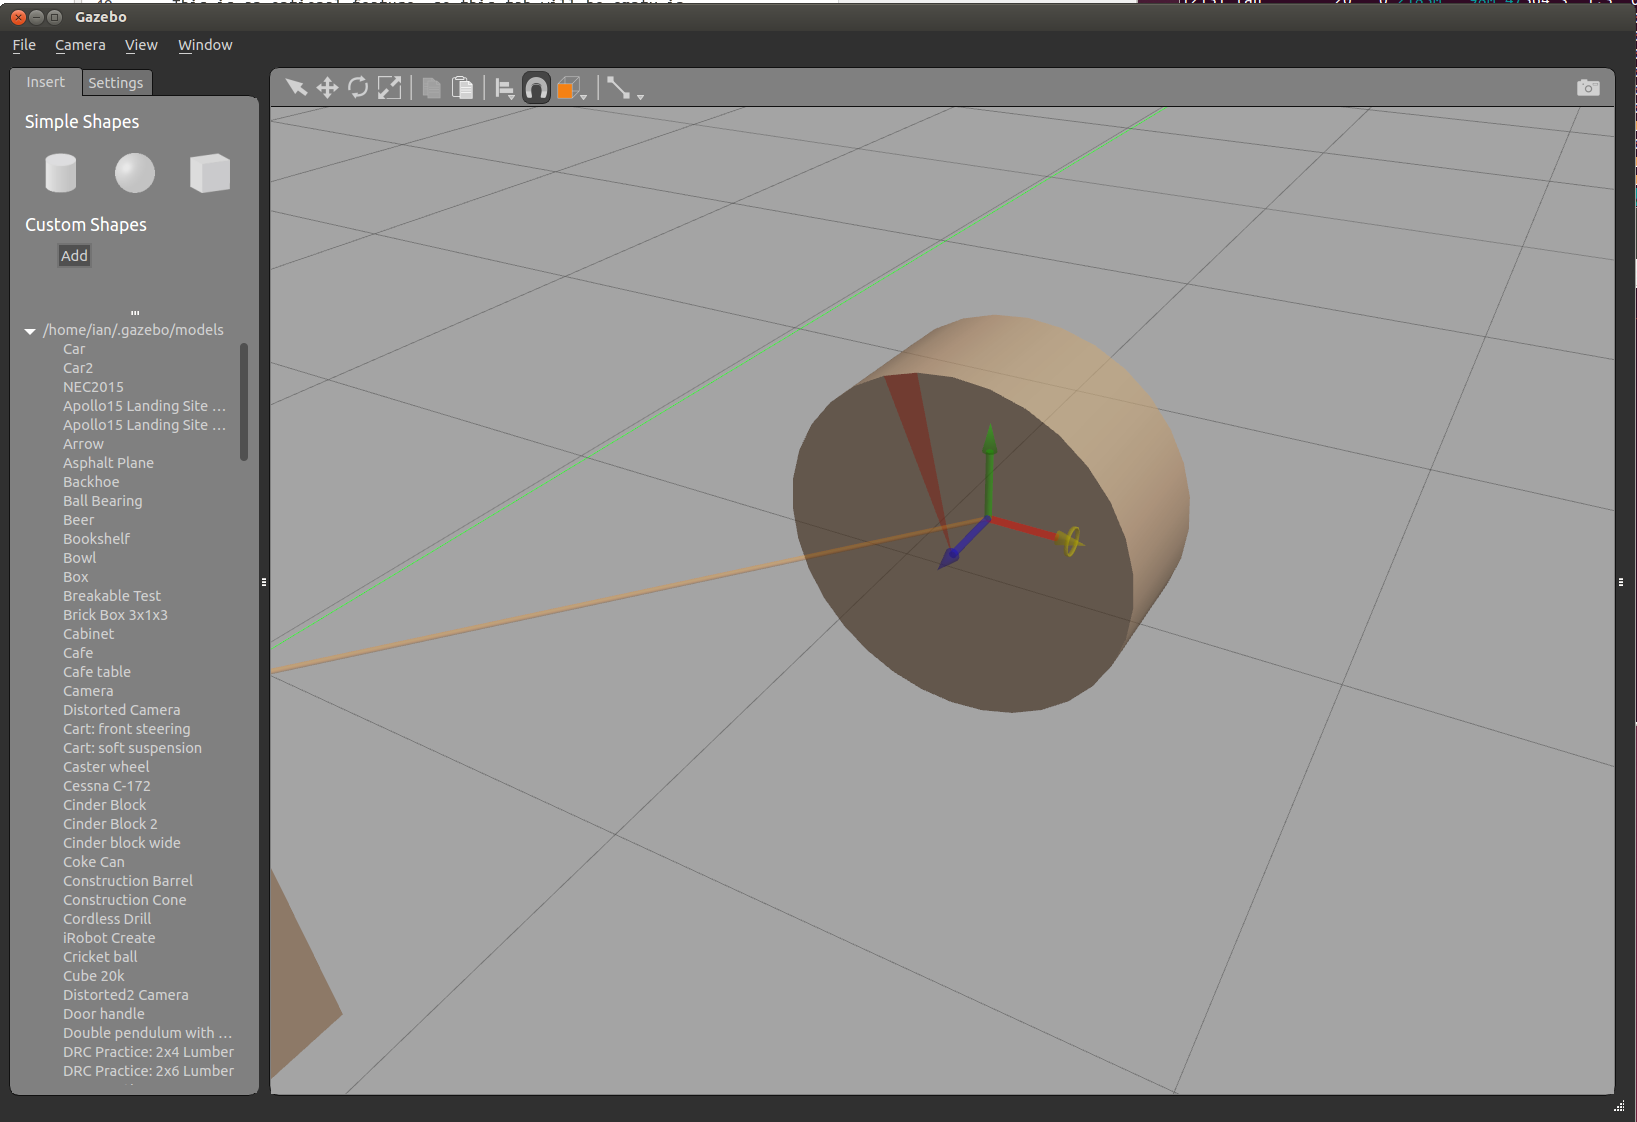 Gazebo
File Camera View Window
Insert Settings
Simple Shapes
Custom Shapes
Add
/home/ian/.gazebo/models
Car
Car2
NEC2015
Apollo15 Landing Site ...
Apollo15 Landing Site ...
Arrow
Asphalt Plane
Backhoe
Ball Bearing
Beer
Bookshelf
Bowl
Box
Breakable Test
Brick Box 3x1x3
Cabinet
Cafe
Cafe table
Camera
Distorted Camera
Cart: front steering
Cart: soft suspension
Caster wheel
Cessna C-172
Cinder Block
Cinder Block 2
Cinder block wide
Coke Can
Construction Barrel
Construction Cone
Cordless Drill
iRobot Create
Cricket ball
Cube 20k
Distorted2 Camera
Door handle
Double pendulum with ...
DRC Practice: 2x4 Lumber
DRC Practice: 2x6 Lumber